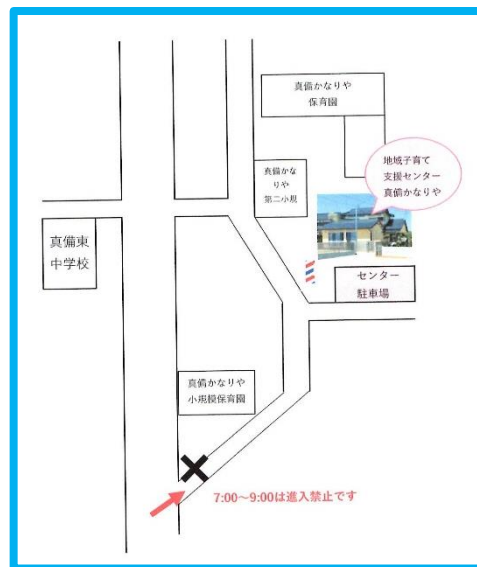 真備かなりや
保育園
真備かな
りや
第二小規
地域子育て
支援センター
真備かなりや
真備東
中学校
センター
駐車場
真備かなりや
小規模保育園
7:00～9:00は進入禁止です